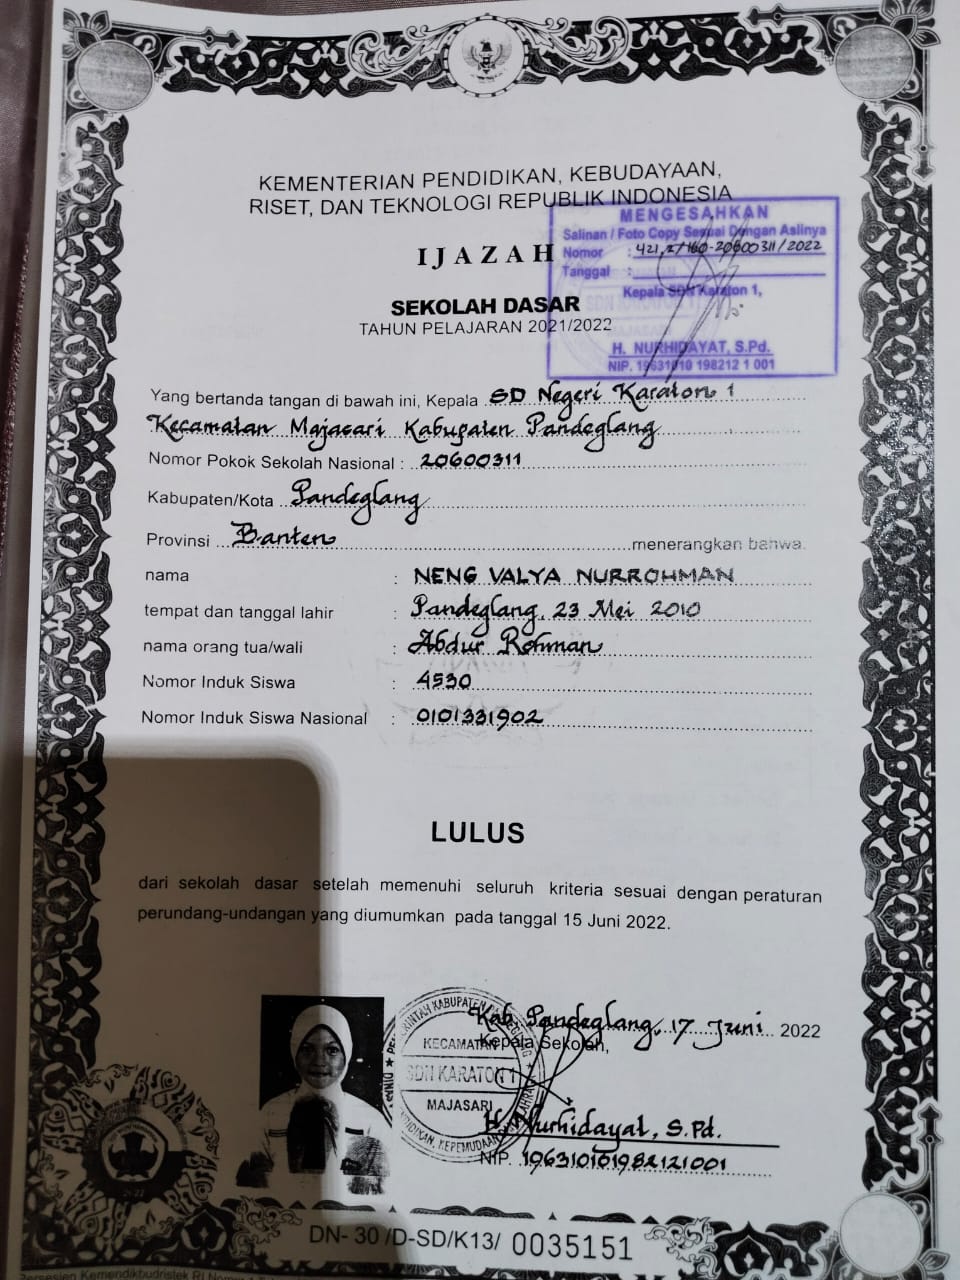 KEMENTERIAN PENDIDIKAN, KEBUDAYAAN,
RISET, DAN TEKNOLOGI REPUBLIK INDONESIA
MENGESAHKAN
Salinan / Foto Copy Sesuai Dengan Aslinya
Nomor : 421.2/160-20600311/2022
Tanggal :
Kepala SDN Karaton 1,
H. NURHIDAYAT, S.Pd.
NIP. 19631010 198212 1 001
IJAZAH
SEKOLAH DASAR
TAHUN PELAJARAN 2021/2022
Yang bertanda tangan di bawah ini, Kepala SD Negeri Karaton 1
Kecamatan Majasari Kabupaten Pandeglang
Nomor Pokok Sekolah Nasional : 20600311
Kabupaten/Kota Pandeglang
Provinsi Banten menerangkan bahwa
nama : NENG VALYA NURROHMAN
tempat dan tanggal lahir : Pandeglang, 23 Mei 2010
nama orang tua/wali : Abdur Rohman
Nomor Induk Siswa : 4530
Nomor Induk Siswa Nasional : 0101331902
LULUS
dari sekolah dasar setelah memenuhi seluruh kriteria sesuai dengan peraturan
perundang-undangan yang diumumkan pada tanggal 15 Juni 2022.
Kab. Pandeglang, 17 Juni 2022
Kepala Sekolah,
KECAMATAN
SDN KARATON 1
MAJASARI
H. Nurhidayat, S.Pd.
NIP. 196310101982121001
DN- 30 /D-SD/K13/ 0035151